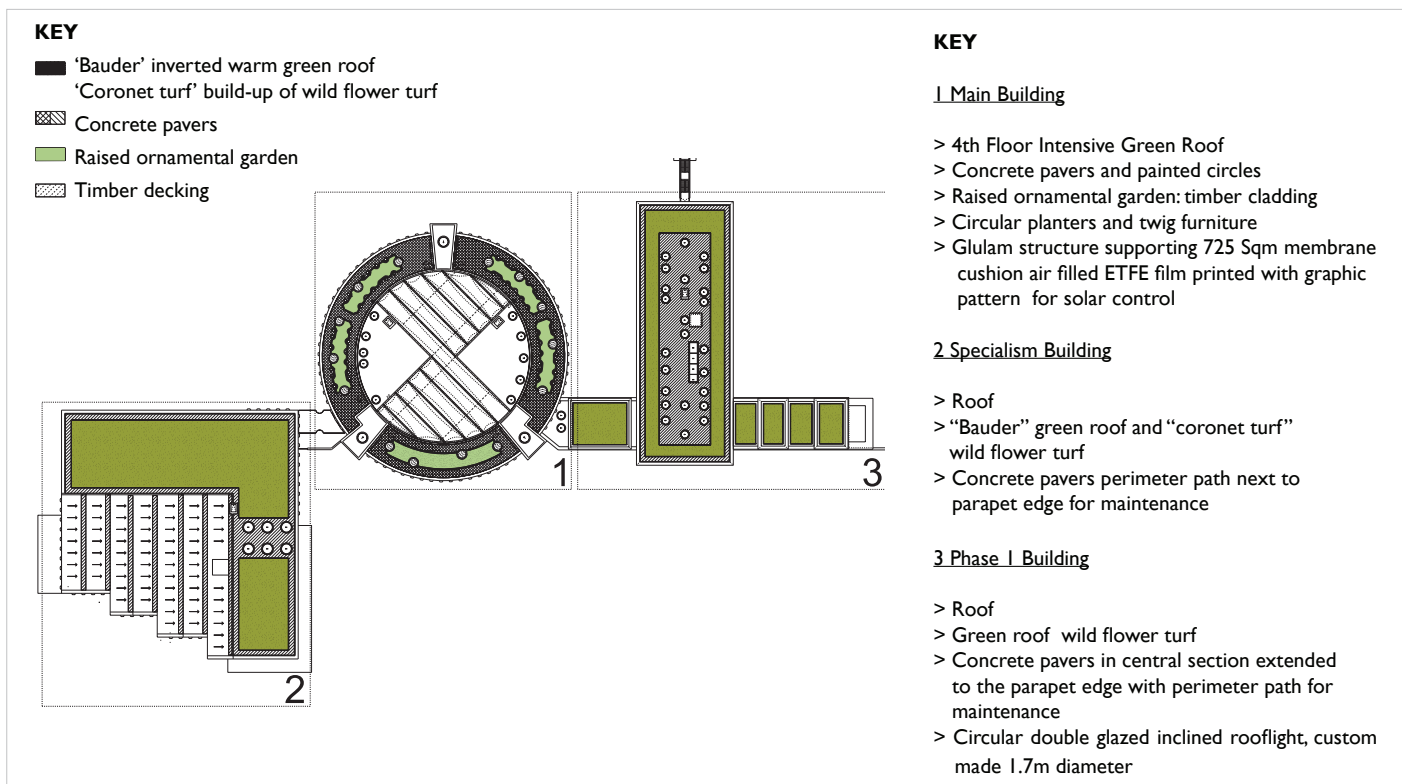 KEY
‘Bauder’ inverted warm green roof
‘Coronet turf’ build-up of wild flower turf
Concrete pavers
Raised ornamental garden
Timber decking
1
2
3
KEY
1 Main Building
> 4th Floor Intensive Green Roof
> Concrete pavers and painted circles
> Raised ornamental garden: timber cladding
> Circular planters and twig furniture
> Glulam structure supporting 725 Sqm membrane
cushion air filled ETFE film printed with graphic
pattern for solar control
2 Specialism Building
> Roof
> “Bauder” green roof and “coronet turf”
wild flower turf
> Concrete pavers perimeter path next to
parapet edge for maintenance
3 Phase 1 Building
> Roof
> Green roof wild flower turf
> Concrete pavers in central section extended
to the parapet edge with perimeter path for
maintenance
> Circular double glazed inclined rooflight, custom
made 1.7m diameter